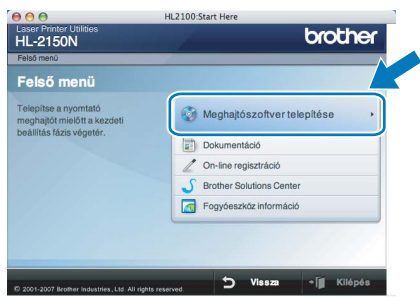 HL2100:Start Here
Laser Printer Utilities
HL-2150N
brother
Felső menü
Felső menü
Telepítse a nyomtató
meghajtót mielőtt a kezdeti
beállítás fázis végetér.
Meghajtószoftver telepítése
Dokumentáció
On-line regisztráció
Brother Solutions Center
Fogyóeszköz információ
© 2001-2007 Brother Industries, Ltd. All rights reserved.
Vissza
Kilépés